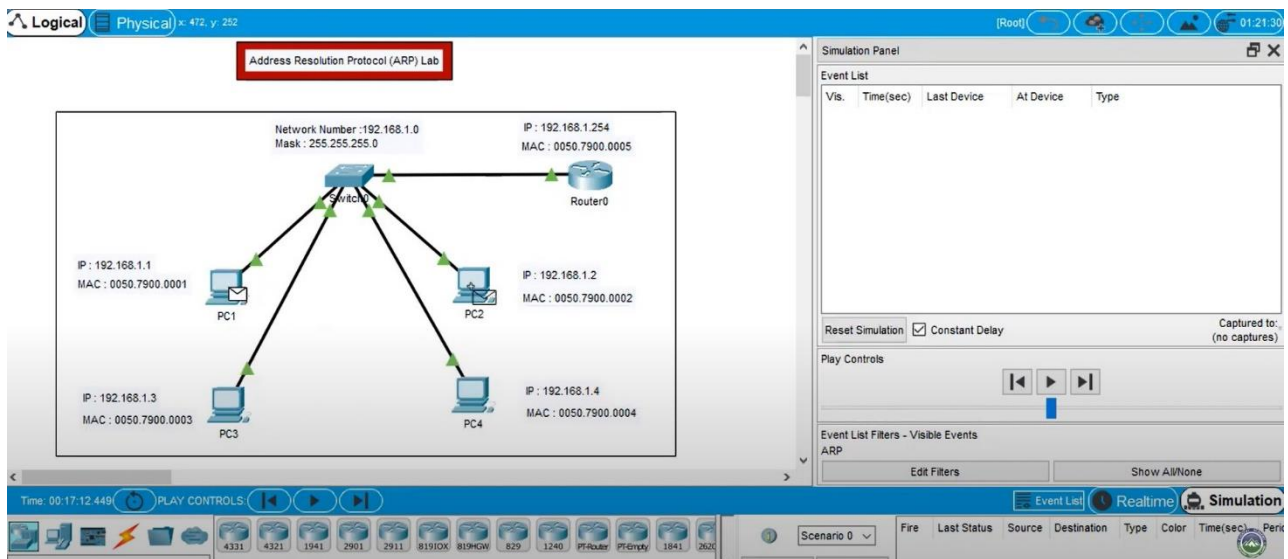 Logical
Physical
x: 472, y: 252
[Root]
01:21:30
Address Resolution Protocol (ARP) Lab
Network Number :192.168.1.0
Mask : 255.255.255.0
IP : 192.168.1.254
MAC : 0050.7900.0005
Switch0
Router0
IP : 192.168.1.1
MAC : 0050.7900.0001
PC1
IP : 192.168.1.2
MAC : 0050.7900.0002
PC2
IP : 192.168.1.3
MAC : 0050.7900.0003
PC3
IP : 192.168.1.4
MAC : 0050.7900.0004
PC4
Simulation Panel
Event List
Vis. Time(sec) Last Device At Device Type
Reset Simulation Constant Delay
Captured to:
(no captures)
Play Controls
Event List Filters - Visible Events
ARP
Edit Filters Show All/None
Time: 00:17:12.449 PLAY CONTROLS:
Event List Realtime Simulation
4331 4321 1941 2901 2911 819IOX 819HGW 829 1240 PT-Router PT-Empty 1841 2620
Scenario 0
Fire Last Status Source Destination Type Color Time(sec) Peric